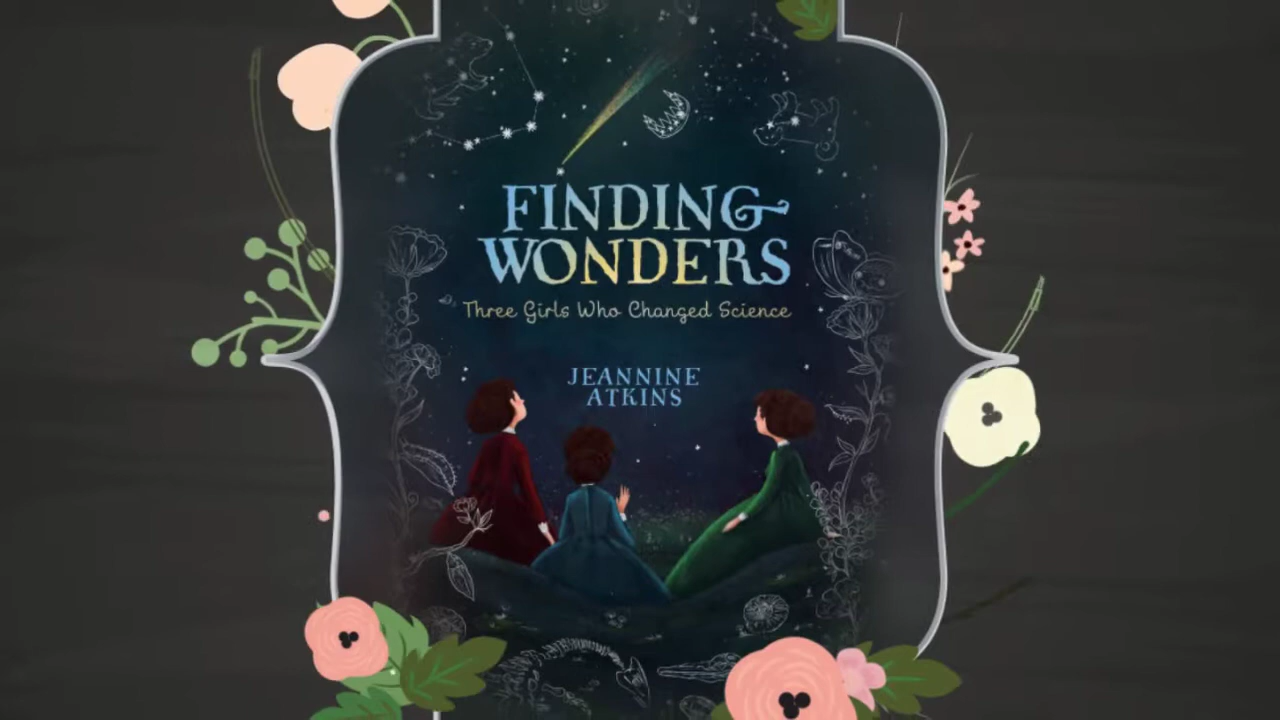 FINDING
WONDERS
Three Girls Who Changed Science
JEANNINE
ATKINS